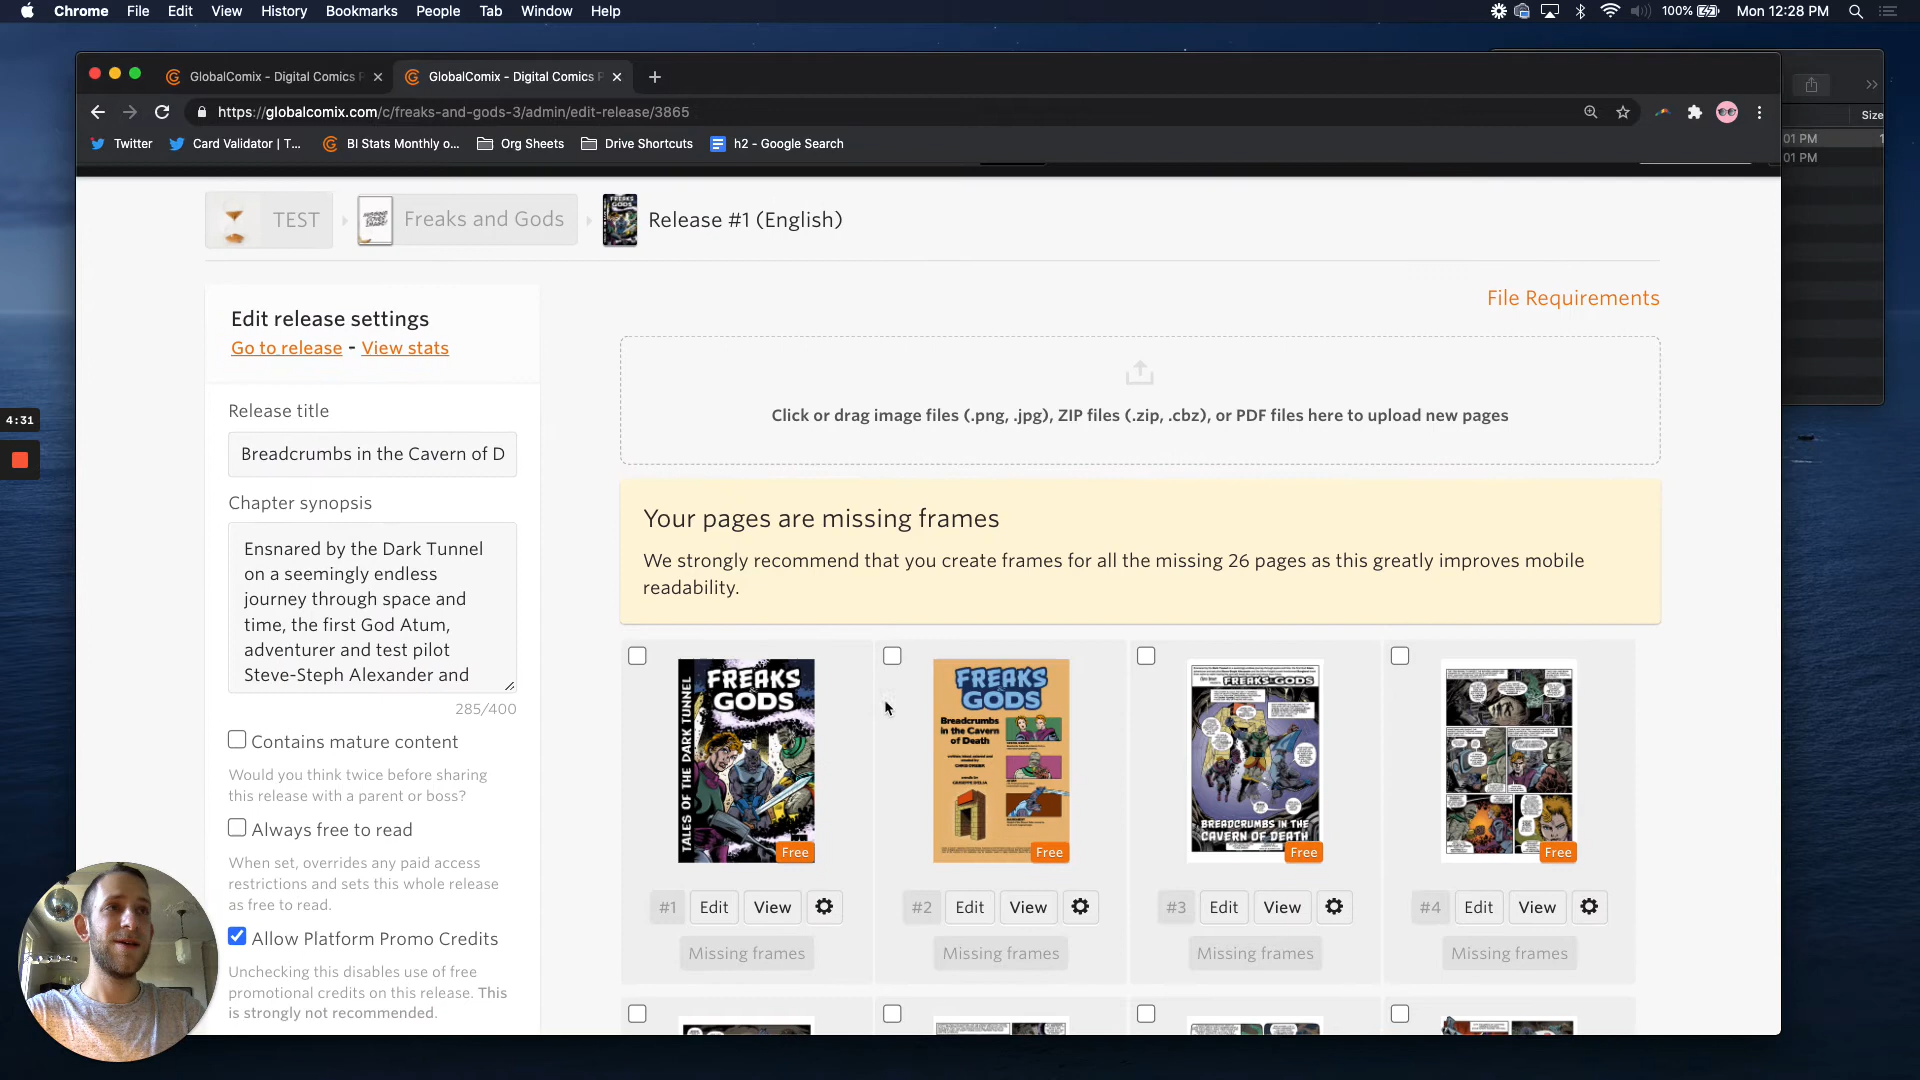 Chrome File Edit View History Bookmarks People Tab Window Help
100% Mon 12:28 PM
GlobalComix - Digital Comics P
GlobalComix - Digital Comics P
https://globalcomix.com/c/freaks-and-gods-3/admin/edit-release/3865
Twitter
Card Validator | T...
BI Stats Monthly o...
Org Sheets
Drive Shortcuts
h2 - Google Search
Size
01 PM
01 PM
TEST
Freaks and Gods
Release #1 (English)
Edit release settings
Go to release - View stats
File Requirements
Click or drag image files (.png, .jpg), ZIP files (.zip, .cbz), or PDF files here to upload new pages
4:31
Release title
Breadcrumbs in the Cavern of D
Chapter synopsis
Ensnared by the Dark Tunnel
on a seemingly endless
journey through space and
time, the first God Atum,
adventurer and test pilot
Steve-Steph Alexander and
285/400
Contains mature content
Would you think twice before sharing
this release with a parent or boss?
Always free to read
When set, overrides any paid access
restrictions and sets this whole release
as free to read.
Allow Platform Promo Credits
Unchecking this disables use of free
promotional credits on this release. This
is strongly not recommended.
Your pages are missing frames
We strongly recommend that you create frames for all the missing 26 pages as this greatly improves mobile
readability.
FREAKS
GODS
TALES OF THE DARK TUNNEL
Free
FREAKS
GODS
Breadcrumbs
in the Cavern
of Death
Free
FREAKS GODS
BREADCRUMBS IN THE
CAVERN OF DEATH
Free
Free
#1 Edit View
Missing frames
#2 Edit View
Missing frames
#3 Edit View
Missing frames
#4 Edit View
Missing frames